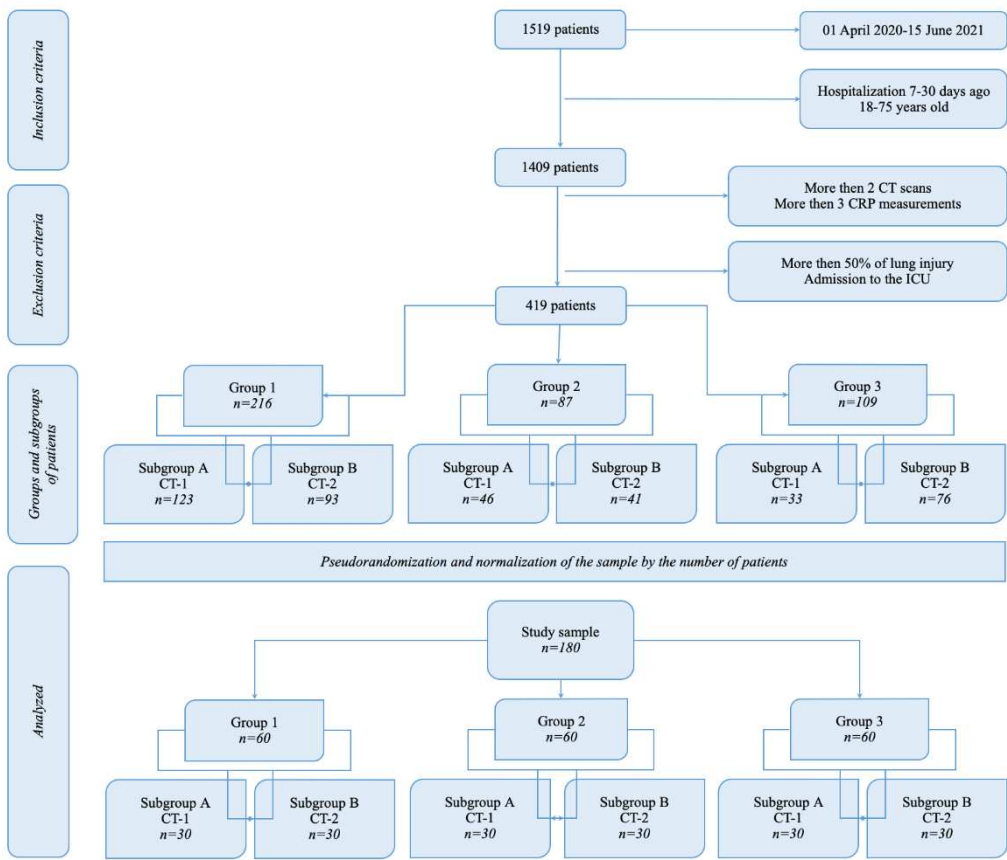 Inclusion criteria
1519 patients
01 April 2020-15 June 2021
Hospitalization 7-30 days ago
18-75 years old
1409 patients
Exclusion criteria
More then 2 CT scans
More then 3 CRP measurements
More then 50% of lung injury
Admission to the ICU
419 patients
Groups and subgroups
of patients
Group 1
n=216
Group 2
n=87
Group 3
n=109
Subgroup A
CT-1
n=123
Subgroup B
CT-2
n=93
Subgroup A
CT-1
n=46
Subgroup B
CT-2
n=41
Subgroup A
CT-1
n=33
Subgroup B
CT-2
n=76
Pseudorandomization and normalization of the sample by the number of patients
Analyzed
Study sample
n=180
Group 1
n=60
Group 2
n=60
Group 3
n=60
Subgroup A
CT-1
n=30
Subgroup B
CT-2
n=30
Subgroup A
CT-1
n=30
Subgroup B
CT-2
n=30
Subgroup A
CT-1
n=30
Subgroup B
CT-2
n=30